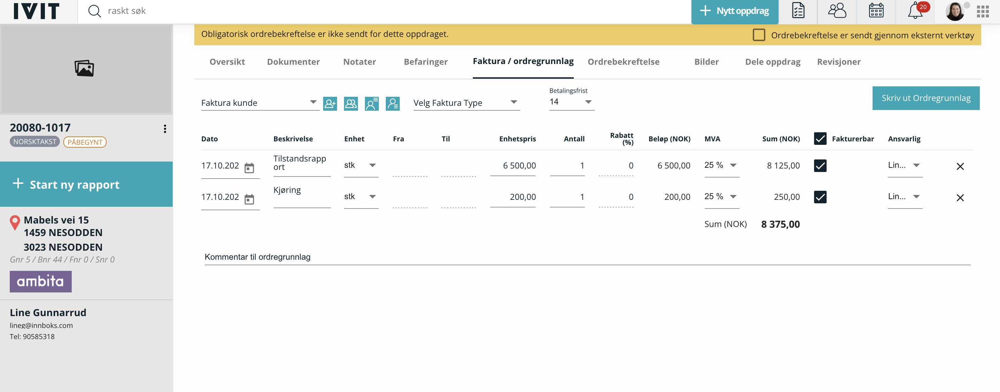 IVIT
raskt søk
Nytt oppdrag
20
Obligatorisk ordrebekreftelse er ikke sendt for dette oppdraget.
Ordrebekreftelse er sendt gjennom eksternt verktøy
Oversikt Dokumenter Notater Befaringer Faktura / ordregrunnlag Ordrebekreftelse Bilder Dele oppdrag Revisjoner
Faktura kunde
Velg Faktura Type
Betalingsfrist
14
Skriv ut Ordregrunnlag
20080-1017
NORSKTAKST PÅBEGYNT
+ Start ny rapport
Mabels vei 15
1459 NESODDEN
3023 NESODDEN
Gnr 5 / Bnr 44 / Fnr 0 / Snr 0
ambita
Line Gunnarrud
lineg@innboks.com
Tel: 90585318
Dato Beskrivelse Enhet Fra Til Enhetspris Antall Rabatt (%) Beløp (NOK) MVA Sum (NOK) Fakturerbar Ansvarlig
17.10.202 Tilstandsrapp
ort stk 6 500,00 1 0 6 500,00 25 % 8 125,00 Lin...
17.10.202 Kjøring stk 200,00 1 0 200,00 25 % 250,00 Lin...
Sum (NOK) 8 375,00
Kommentar til ordregrunnlag